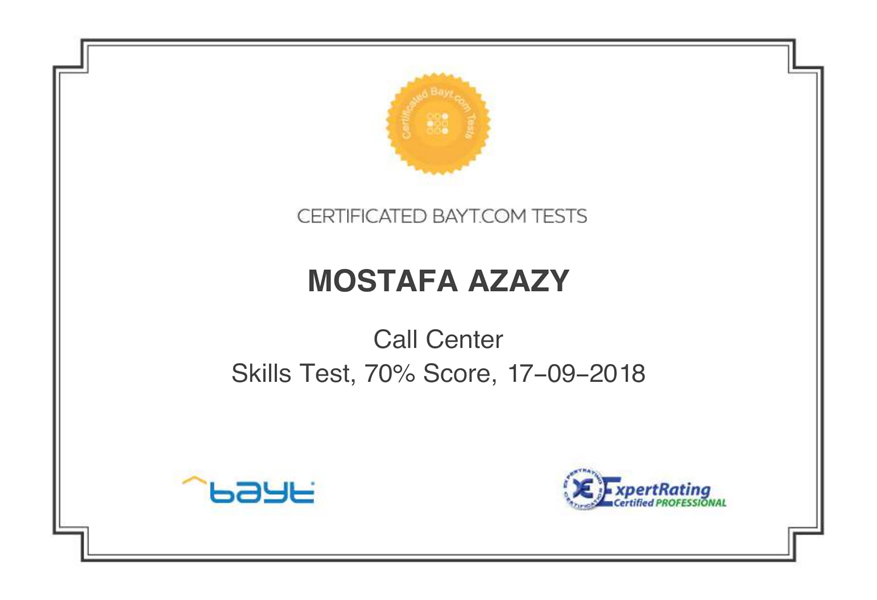 Certificated Bayt.com Tests
CERTIFICATED BAYT.COM TESTS
MOSTAFA AZAZY
Call Center
Skills Test, 70% Score, 17-09-2018
bayt
ExpertRating
Certified PROFESSIONAL